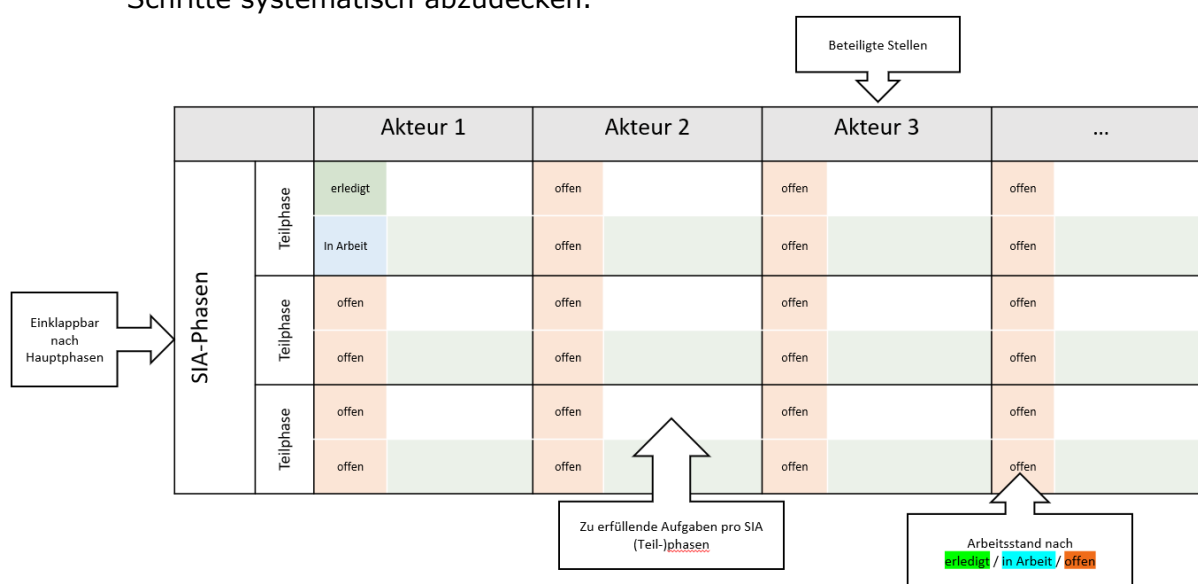 Schritte systematisch abzudecken.
Beteiligte Stellen
Akteur 1 Akteur 2 Akteur 3 ...
SIA-Phasen
Teilphase
erledigt offen offen offen
In Arbeit offen offen offen
Teilphase
offen offen offen offen
offen offen offen offen
Teilphase
offen offen offen offen
offen offen offen offen
Einklappbar
nach
Hauptphasen
Zu erfüllende Aufgaben pro SIA
(Teil-)phasen
Arbeitsstand nach
erledigt / in Arbeit / offen